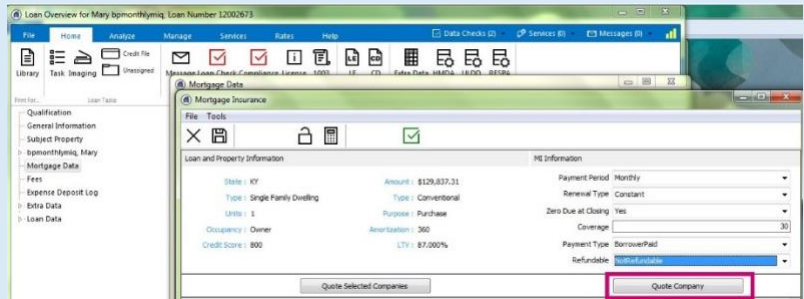 Loan Overview for Mary bpmonthlymiq, Loan Number 12002673
File Home Analyze Manage Services Rates Help Data Checks (2) Services (0) Messages (0)
Credit File
Unassigned
Library Task Imaging Message Loan Check Compliance License 1003 LE CD Extra Data HMDA ULDD RESPA
Loan Tasks
Mortgage Data
Mortgage Insurance
File Tools
Qualification
General Information
Subject Property
bpmonthlymiq, Mary
Mortgage Data
Fees
Expense Deposit Log
Extra Data
Loan Data
Loan and Property Information
State : KY Amount : $129,837.31
Type : Single Family Dwelling Type : Conventional
Units : 1 Purpose : Purchase
Occupancy : Owner Amortization : 360
Credit Score : 800 LTV : 87.000%
MI Information
Payment Period Monthly
Renewal Type Constant
Zero Due at Closing Yes
Coverage 30
Payment Type BorrowerPaid
Refundable NotRefundable
Quote Selected Companies Quote Company